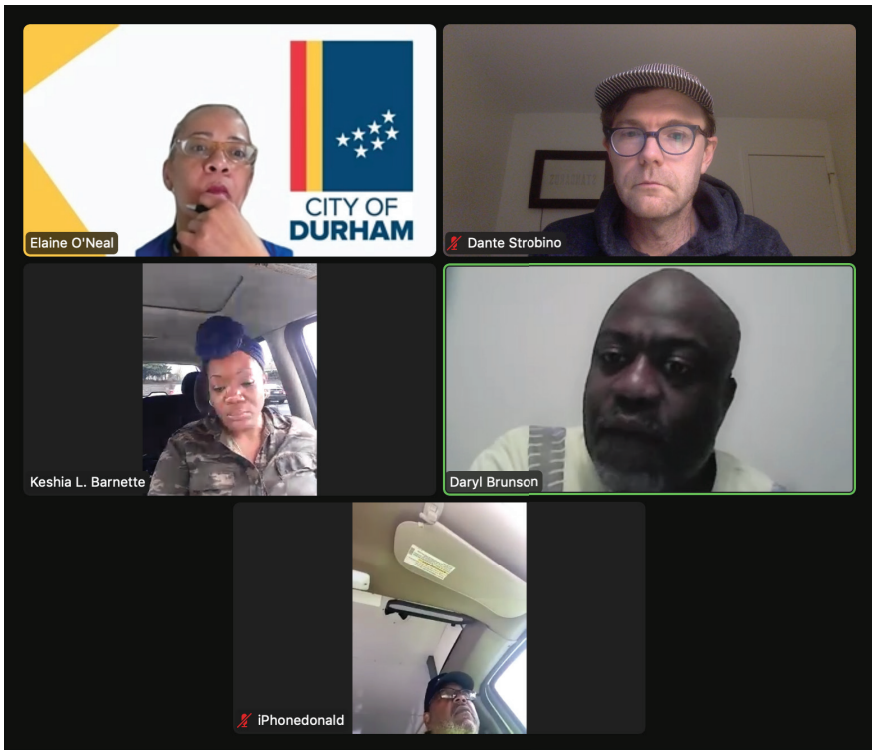 CITY OF
DURHAM
Elaine O'Neal
Dante Strobino
Keshia L. Barnette
Daryl Brunson
iPhonedonald